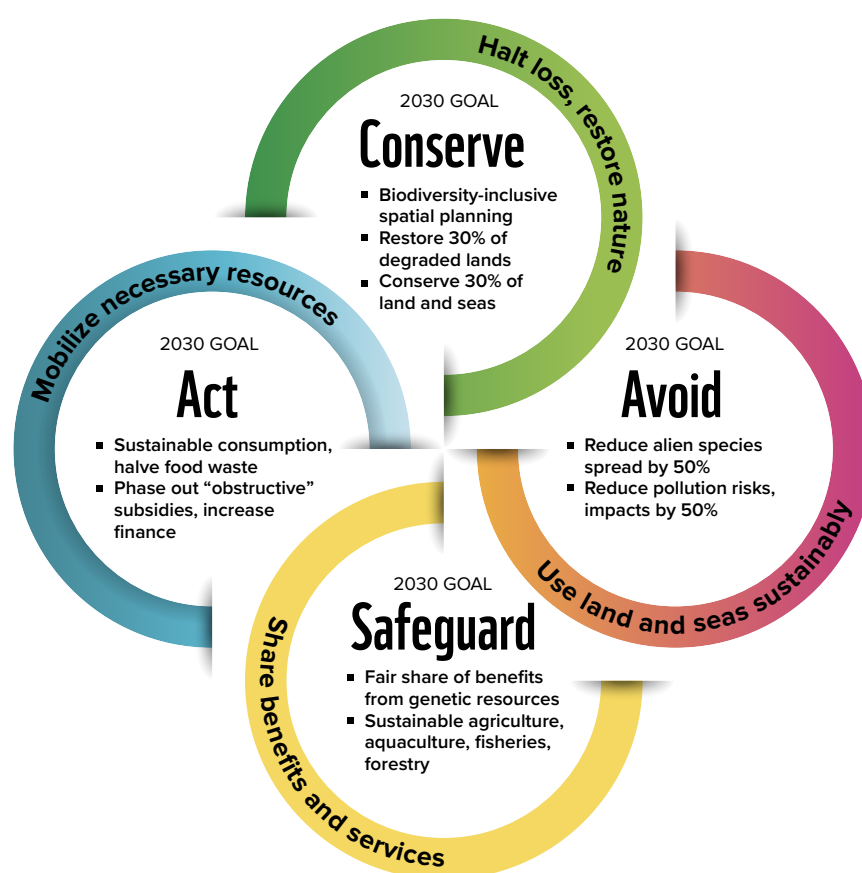 Halt loss, restore nature
2030 GOAL
Conserve
▪ Biodiversity-inclusive
spatial planning
▪ Restore 30% of
degraded lands
▪ Conserve 30% of
land and seas
Mobilize necessary resources
2030 GOAL
Act
▪ Sustainable consumption,
halve food waste
▪ Phase out “obstructive”
subsidies, increase
finance
2030 GOAL
Avoid
▪ Reduce alien species
spread by 50%
▪ Reduce pollution risks,
impacts by 50%
Use land and seas sustainably
2030 GOAL
Safeguard
▪ Fair share of benefits
from genetic resources
▪ Sustainable agriculture,
aquaculture, fisheries,
forestry
Share benefits and services